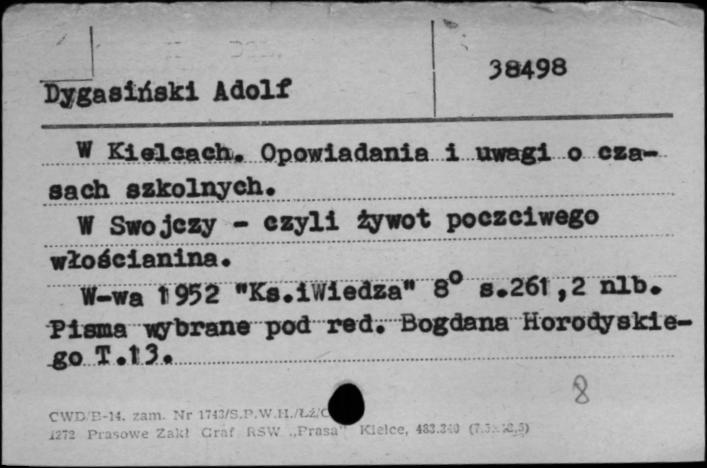 38498
Dygasiński Adolf
W Kielcach. Opowiadania i uwagi o cza-
sach szkolnych.
W Swojczy - czyli żywot poczciwego
włościanina.
W-wa 1952 "Ks.iWiedza" 8° s.261,2 nlb.
Pisma wybrane pod red. Bogdana Horodyskie-
go T.13.
8
CWD/B-14. zam. Nr 1743/S.P.W.H./Łź/
1272 Prasowe Zakł Graf RSW „Prasa" Kielce,